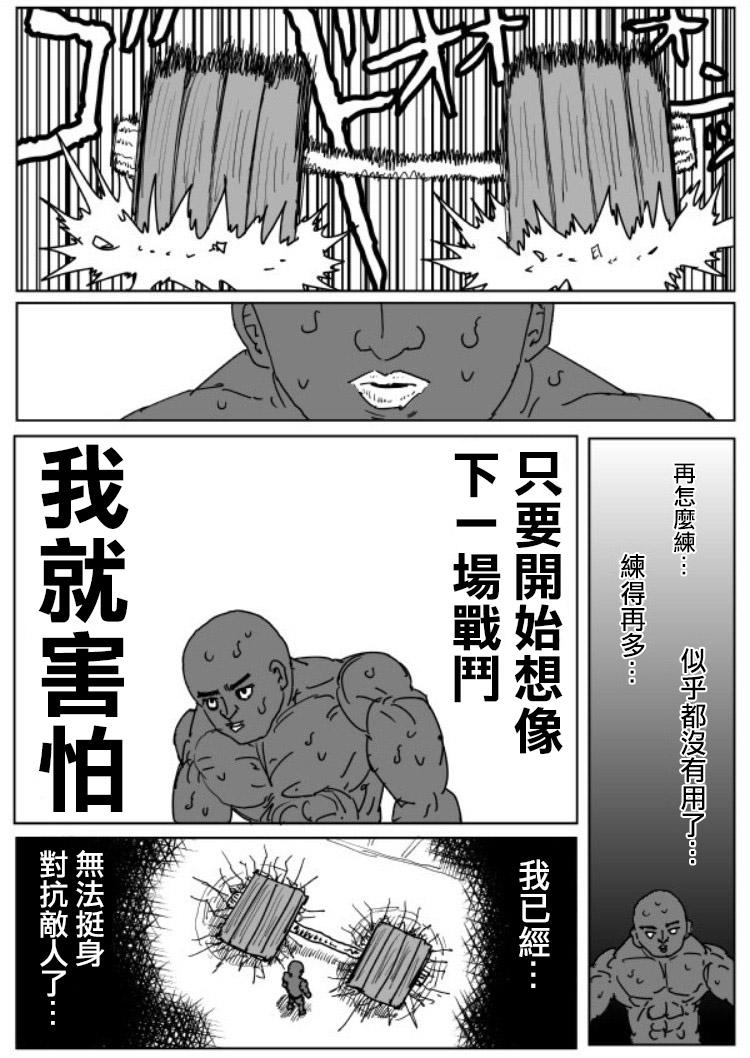 再怎麼練…
練得再多…
似乎都沒有用了…
只要開始想像
下一場戰鬥
我就害怕
我已經…
無法挺身
對抗敵人了…